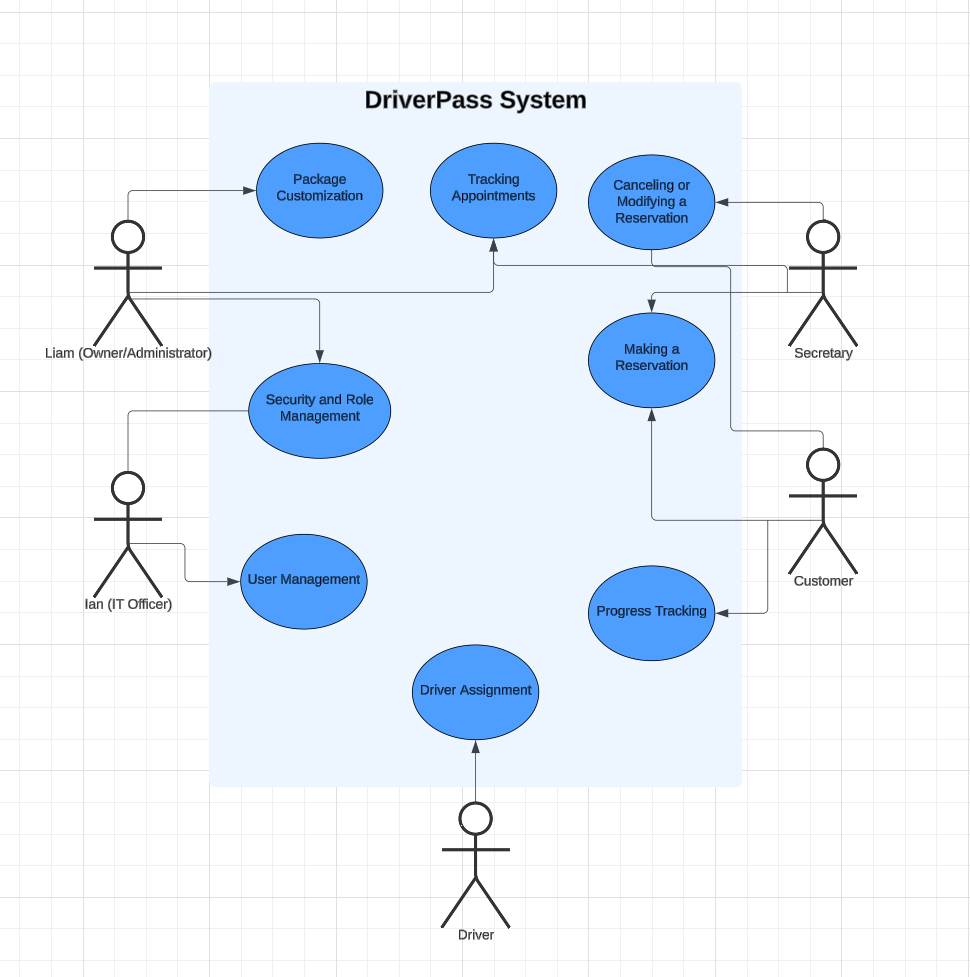 DriverPass System
Package
Customization
Tracking
Appointments
Canceling or
Modifying a
Reservation
Liam (Owner/Administrator)
Secretary
Making a
Reservation
Security and Role
Management
Ian (IT Officer)
Customer
User Management
Progress Tracking
Driver Assignment
Driver